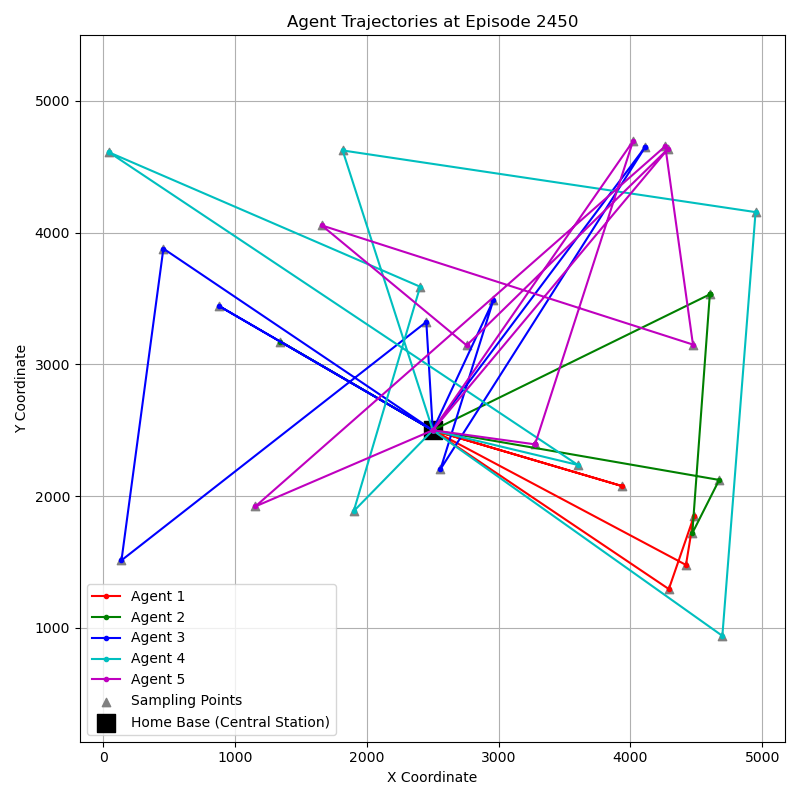 Agent Trajectories at Episode 2450
Y Coordinate
5000
4000
3000
2000
1000
Agent 1
Agent 2
Agent 3
Agent 4
Agent 5
Sampling Points
Home Base (Central Station)
0 1000 2000 3000 4000 5000
X Coordinate